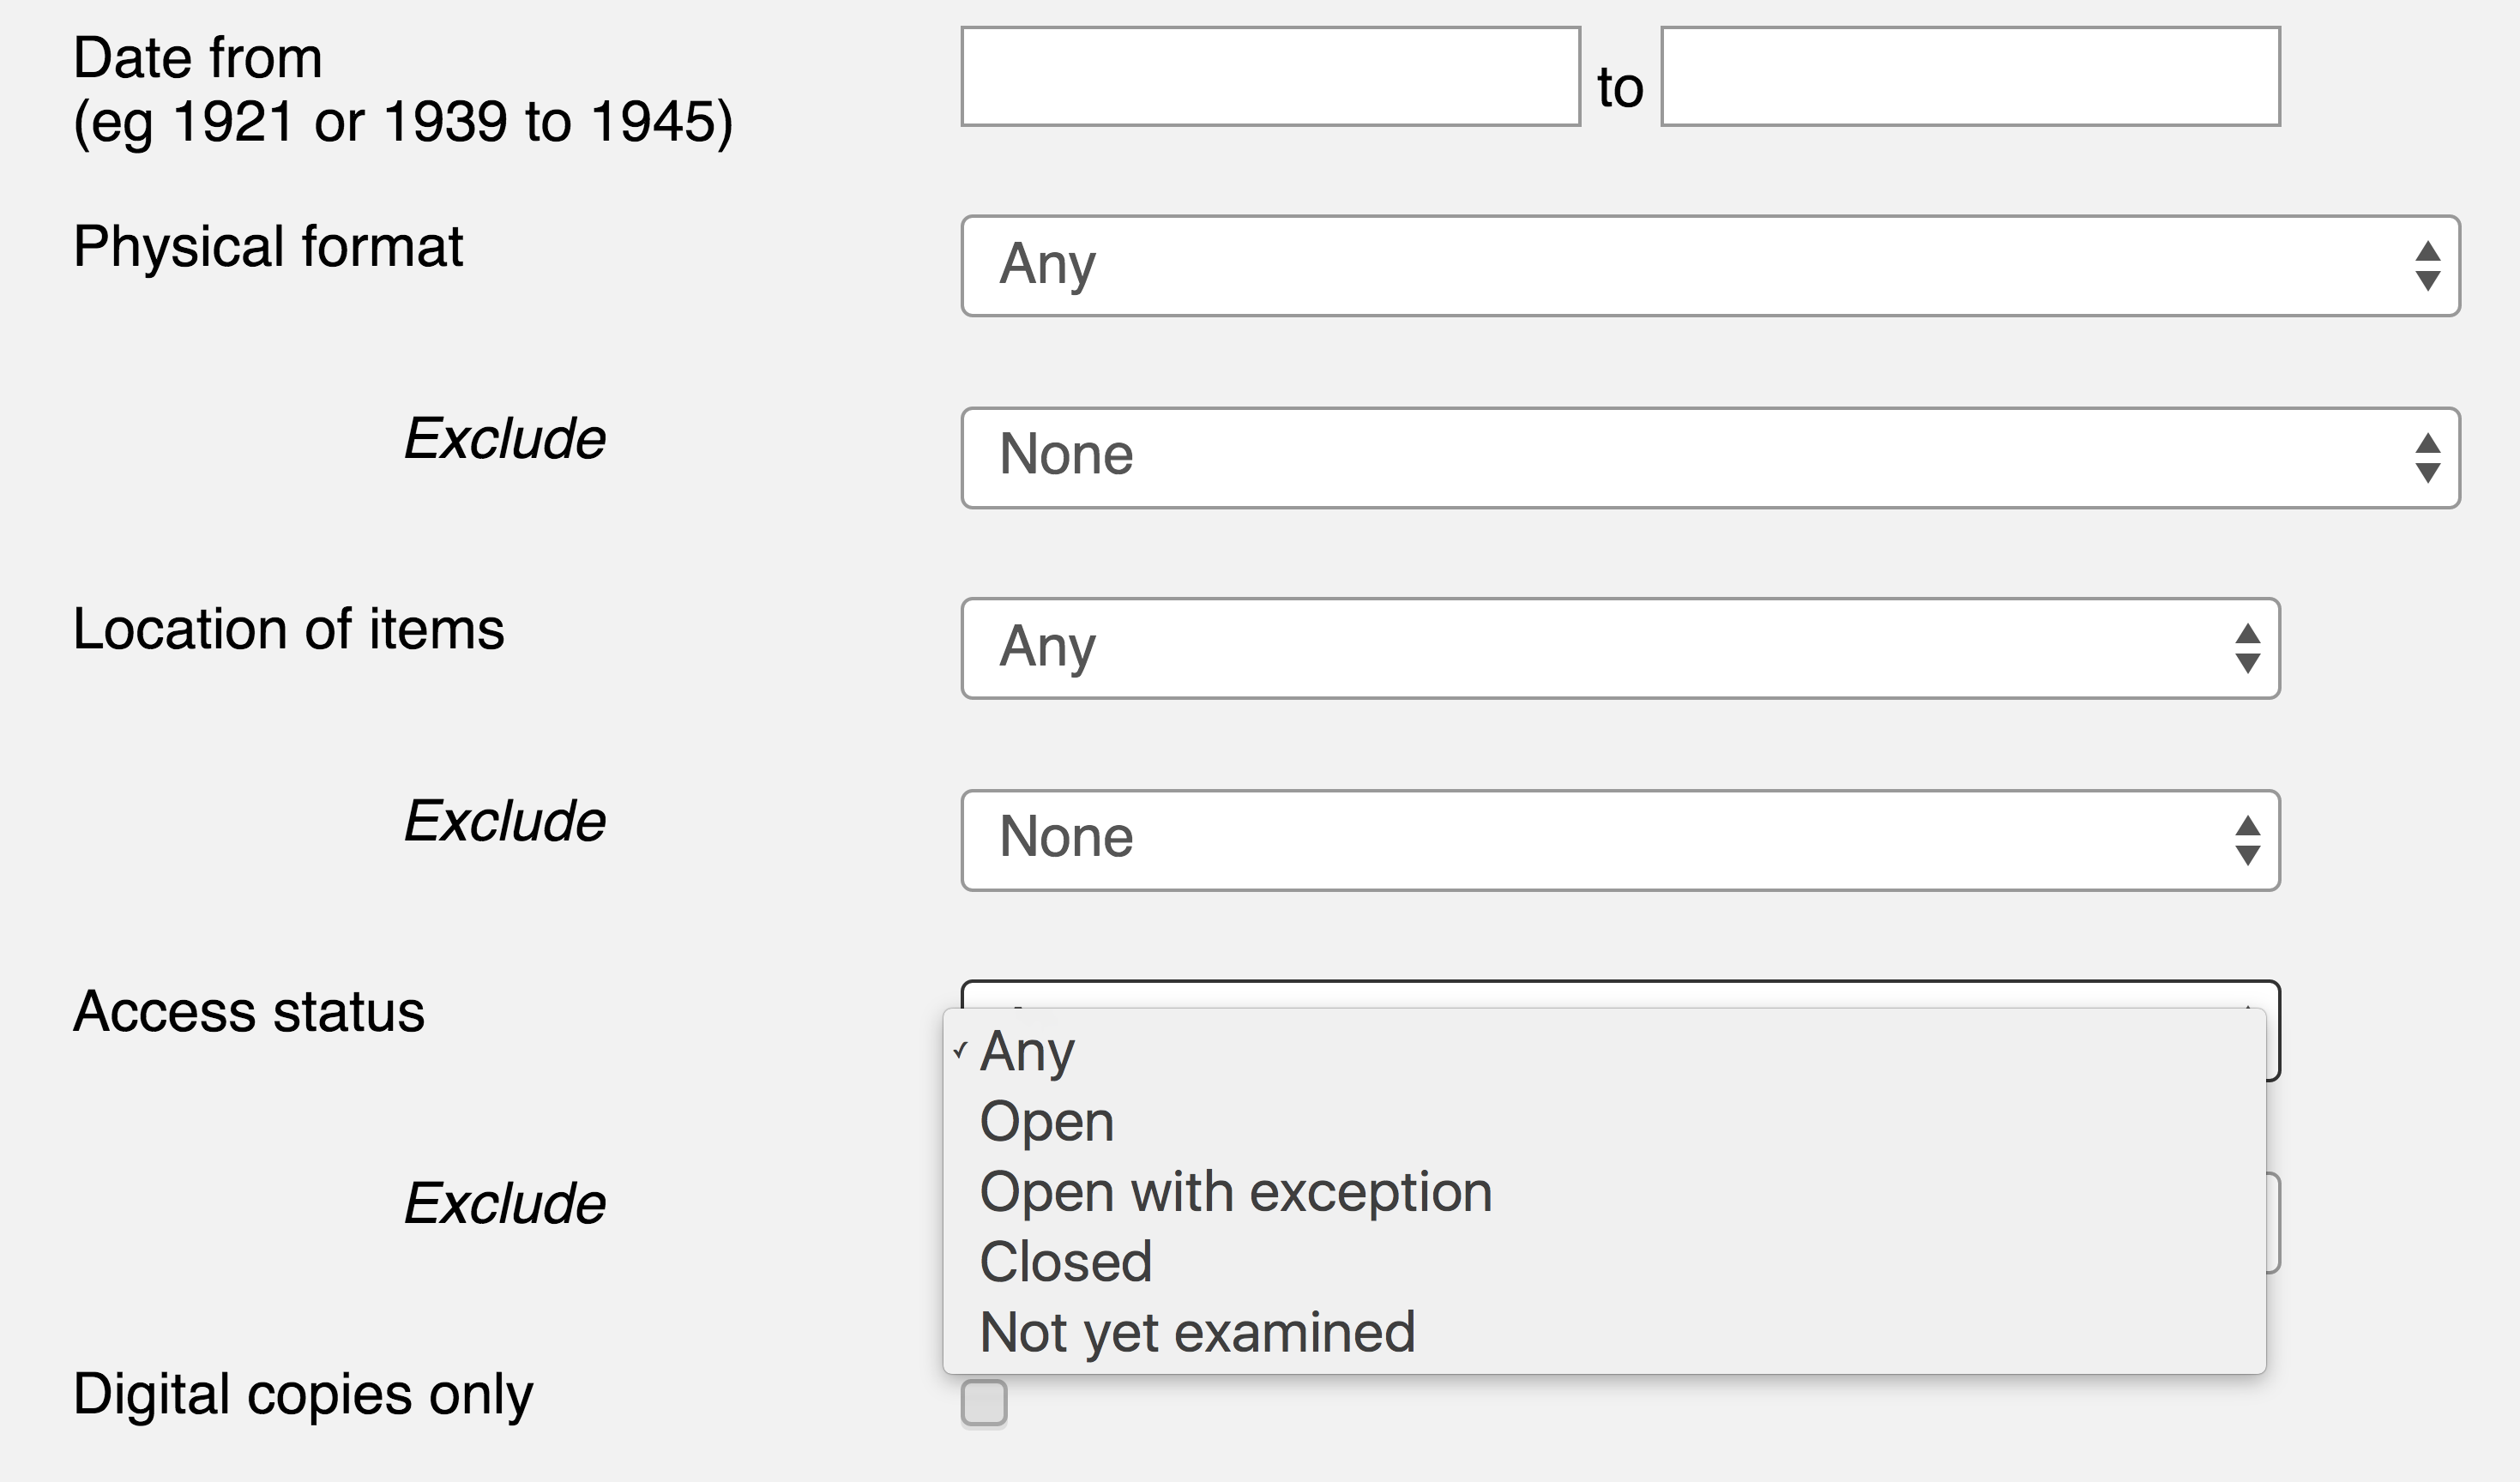 Date from
to
(eg 1921 or 1939 to 1945)
Physical format
Any
Exclude
None
Location of items
Any
Exclude
None
Access status
✓ Any
Open
Open with exception
Exclude
Closed
Not yet examined
Digital copies only